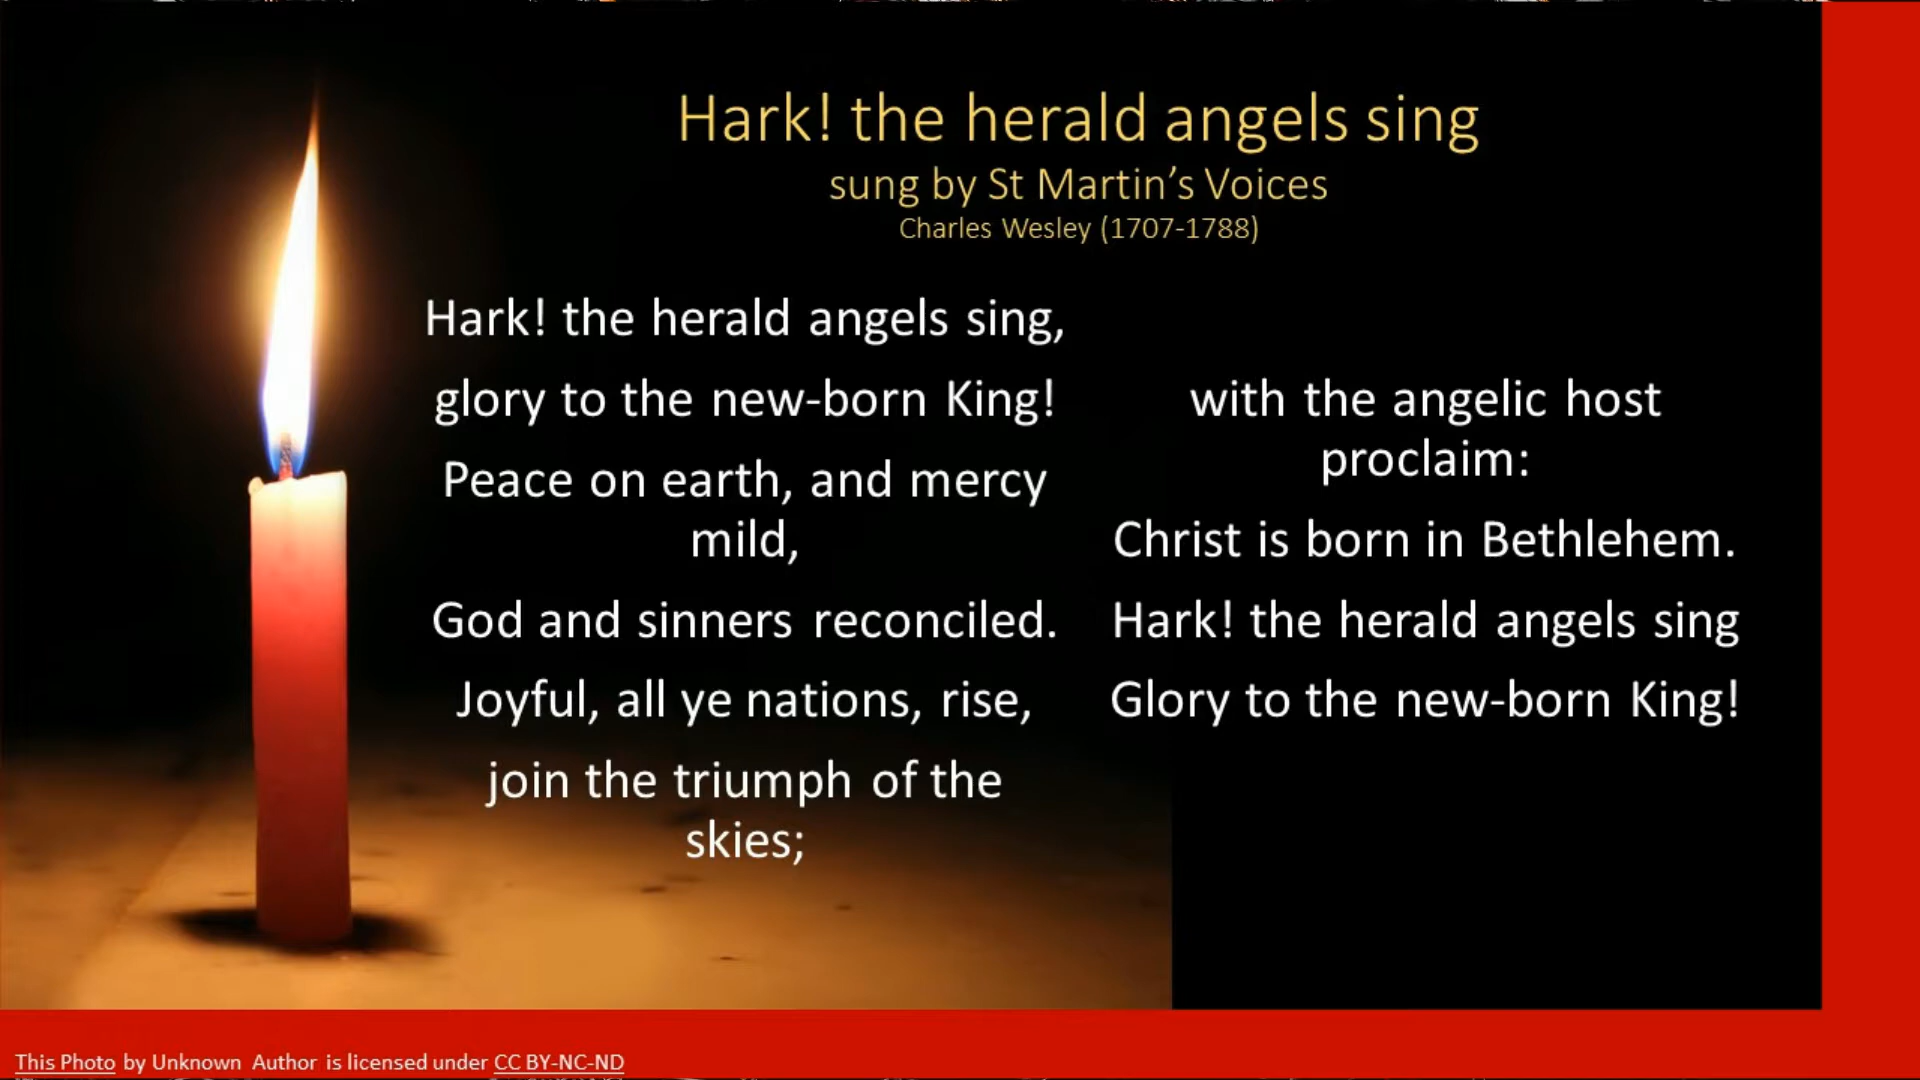 Hark! the herald angels sing
sung by St Martin’s Voices
Charles Wesley (1707-1788)
Hark! the herald angels sing,
glory to the new-born King!
Peace on earth, and mercy
mild,
God and sinners reconciled.
Joyful, all ye nations, rise,
join the triumph of the
skies;
with the angelic host
proclaim:
Christ is born in Bethlehem.
Hark! the herald angels sing
Glory to the new-born King!
This Photo by Unknown Author is licensed under CC BY-NC-ND